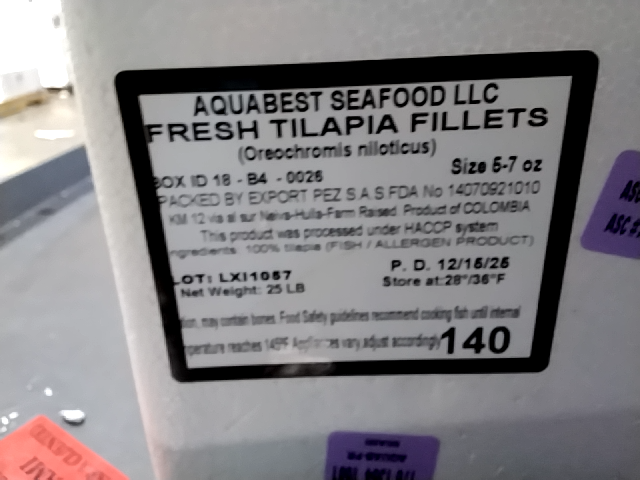 AQUABEST SEAFOOD LLC
FRESH TILAPIA FILLETS
(Oreochromis niloticus)
Size 5-7 oz
BOX ID 18 - B4 - 0026
PACKED BY EXPORT PEZ S.A.S.FDA No 14070921010
KM 12 via al sur Neiva-Huila-Farm Raised. Product of COLOMBIA
This product was processed under HACCP system
ingredients: 100% tilapia (FISH / ALLERGEN PRODUCT)
LOT: LXI1057
P. D. 12/15/25
Net Weight: 25 LB
Store at:28°/36°F
may contain bones. Food Safety guidelines recommend cooking fish until internal
perature reaches 145ºF Appliances vary,adjust accordingly
140